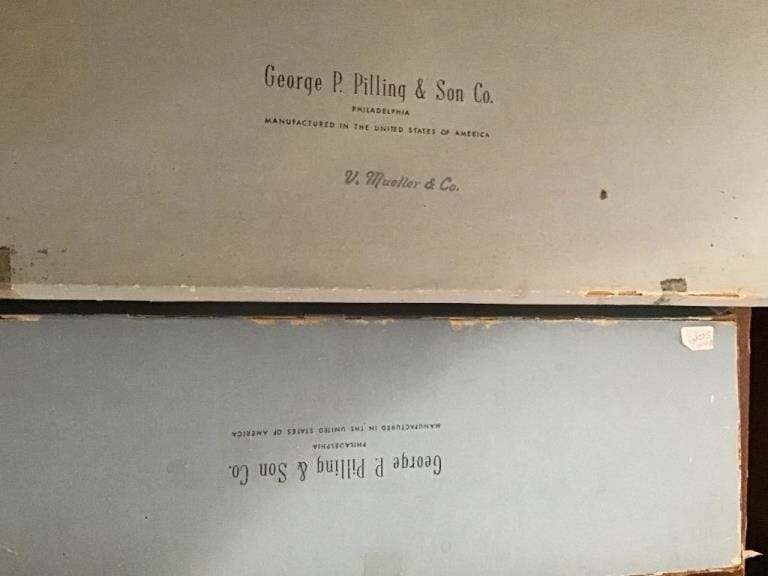 George P. Pilling & Son Co.
PHILADELPHIA
MANUFACTURED IN THE UNITED STATES OF AMERICA
V. Mueller & Co.
George P. Pilling & Son Co.
PHILADELPHIA
MANUFACTURED IN THE UNITED STATES OF AMERICA